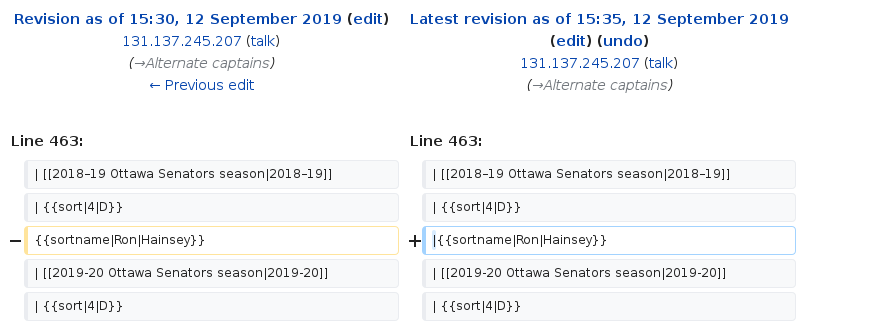 Revision as of 15:30, 12 September 2019 (edit)
131.137.245.207 (talk)
(→Alternate captains)
← Previous edit
Latest revision as of 15:35, 12 September 2019
(edit) (undo)
131.137.245.207 (talk)
(→Alternate captains)
Line 463:
Line 463:
| [[2018–19 Ottawa Senators season|2018–19]]
| [[2018–19 Ottawa Senators season|2018–19]]
| {{sort|4|D}}
| {{sort|4|D}}
− {{sortname|Ron|Hainsey}}
+ |{{sortname|Ron|Hainsey}}
| [[2019-20 Ottawa Senators season|2019-20]]
| [[2019-20 Ottawa Senators season|2019-20]]
| {{sort|4|D}}
| {{sort|4|D}}